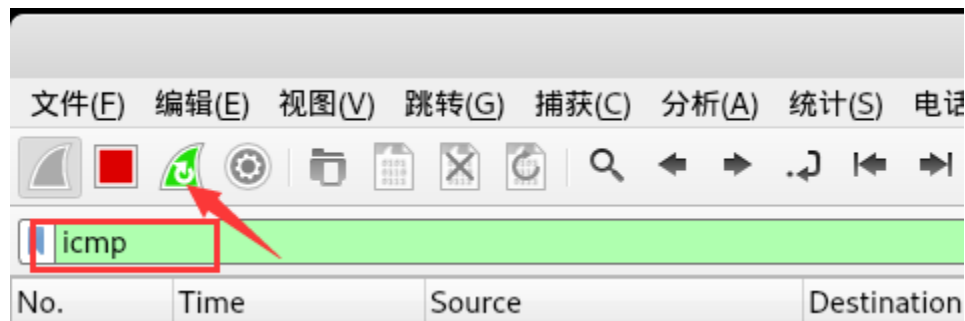 文件(F) 编辑(E) 视图(V) 跳转(G) 捕获(C) 分析(A) 统计(S) 电话
icmp
No. Time Source Destination